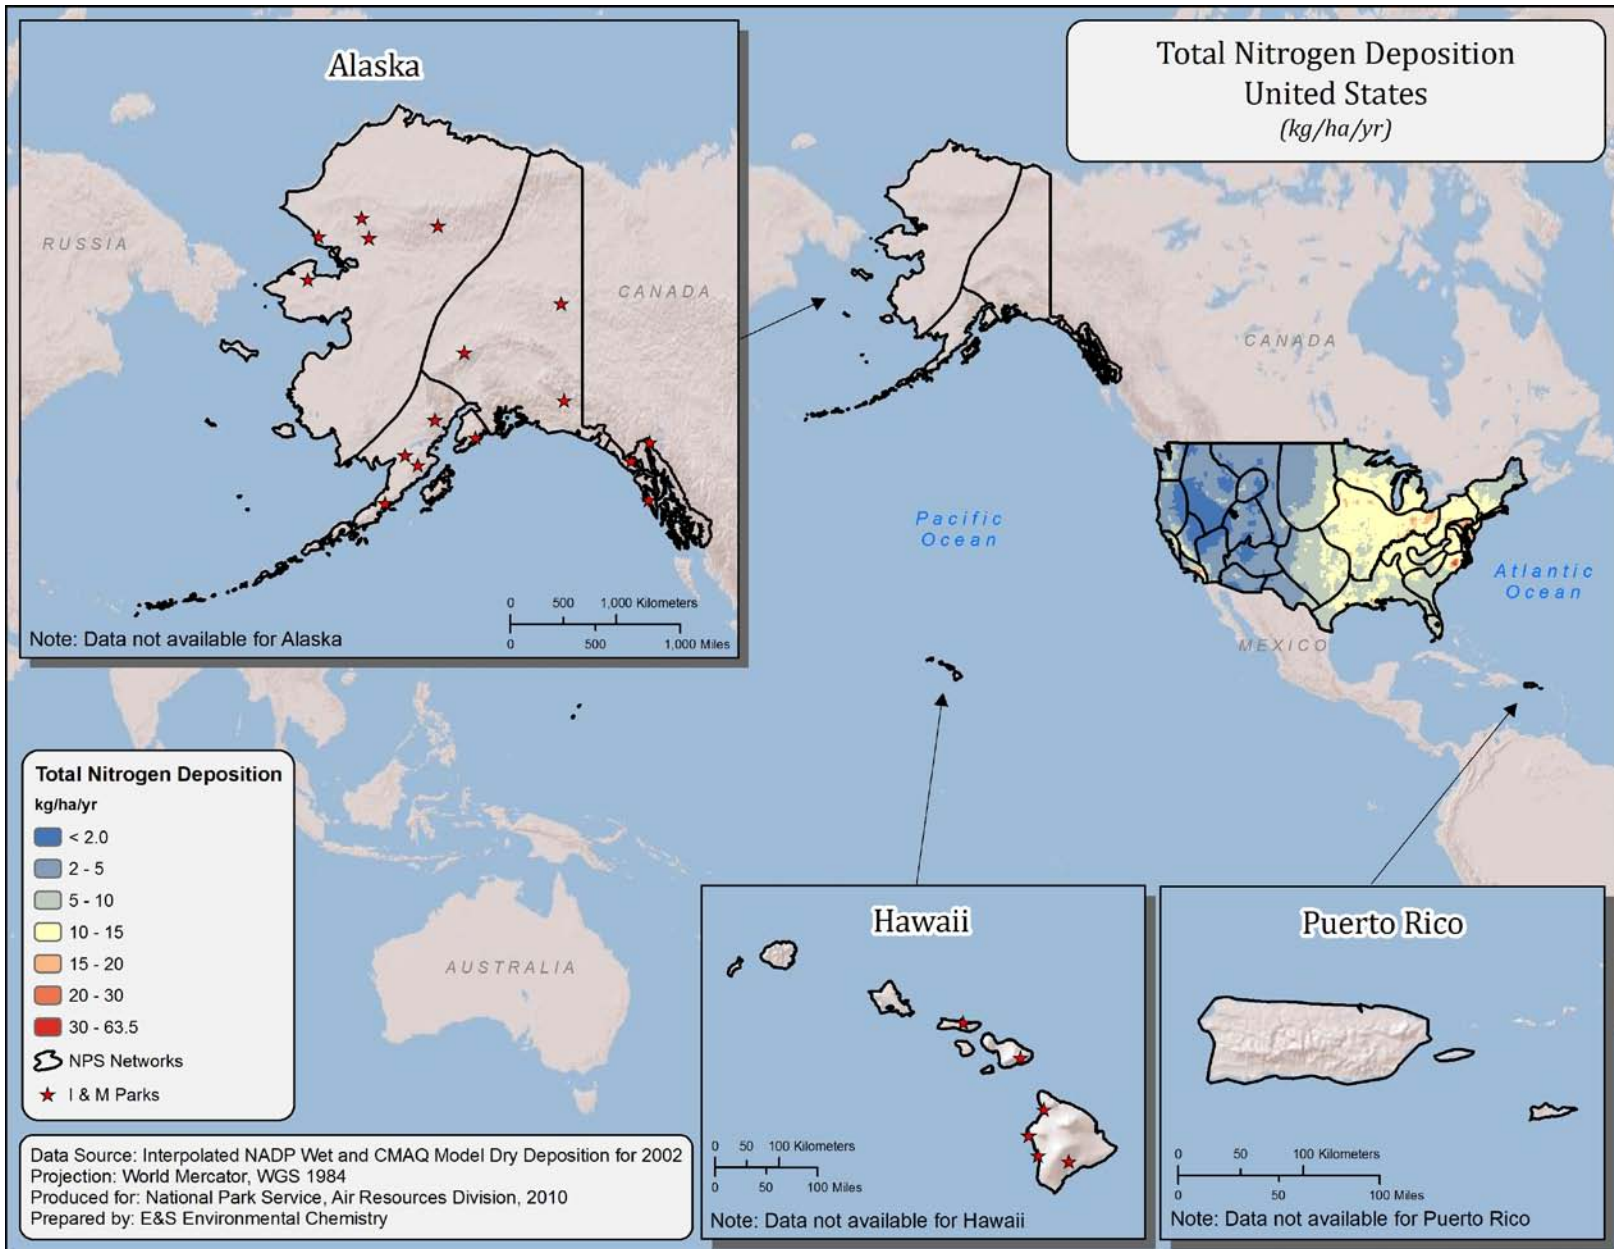 Alaska
Total Nitrogen Deposition
United States
(kg/ha/yr)
RUSSIA
CANADA
CANADA
0 500 1,000 Kilometers
0 500 1,000 Miles
Note: Data not available for Alaska
Pacific
Ocean
Atlantic
Ocean
MEXICO
Total Nitrogen Deposition
kg/ha/yr
< 2.0
2 - 5
5 - 10
10 - 15
15 - 20
20 - 30
30 - 63.5
NPS Networks
I & M Parks
AUSTRALIA
Data Source: Interpolated NADP Wet and CMAQ Model Dry Deposition for 2002
Projection: World Mercator, WGS 1984
Produced for: National Park Service, Air Resources Division, 2010
Prepared by: E&S Environmental Chemistry
Hawaii
0 50 100 Kilometers
0 50 100 Miles
Note: Data not available for Hawaii
Puerto Rico
0 50 100 Kilometers
0 50 100 Miles
Note: Data not available for Puerto Rico